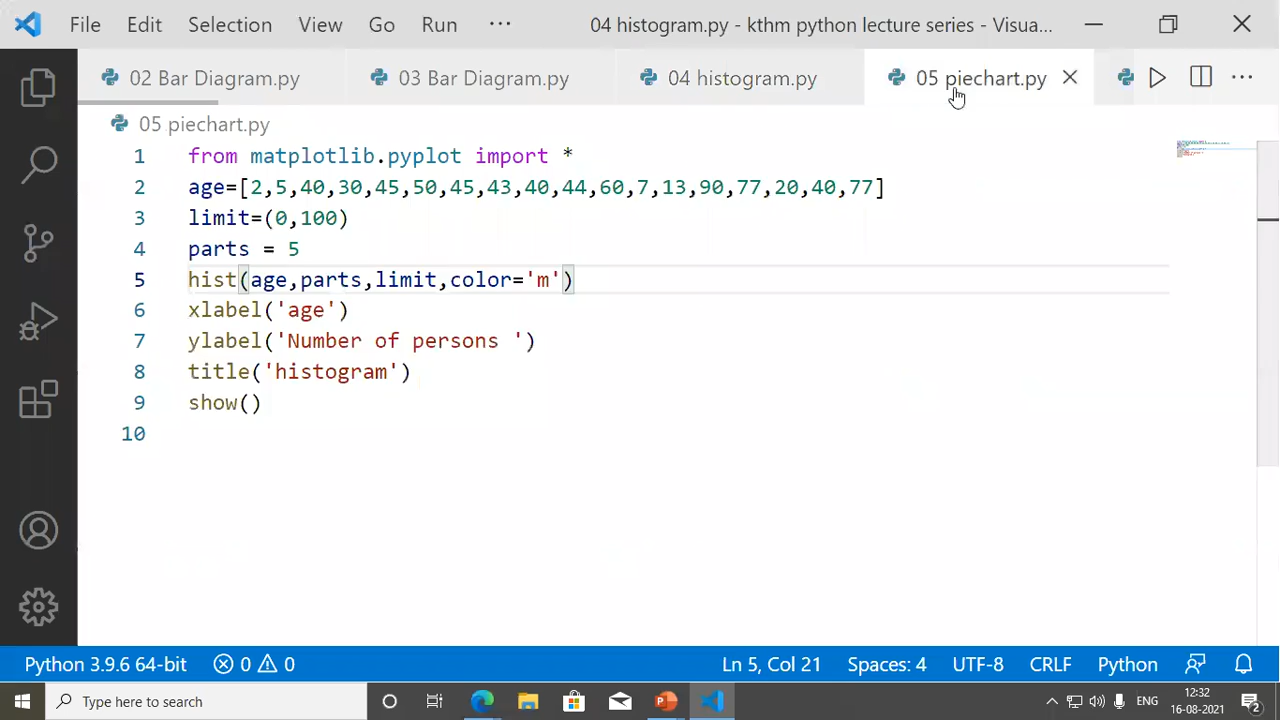 File Edit Selection View Go Run ··· 04 histogram.py - kthm python lecture series - Visua...
02 Bar Diagram.py 03 Bar Diagram.py 04 histogram.py 05 piechart.py
05 piechart.py
1 from matplotlib.pyplot import *
2 age=[2,5,40,30,45,50,45,43,40,44,60,7,13,90,77,20,40,77]
3 limit=(0,100)
4 parts = 5
5 hist(age,parts,limit,color='m')
6 xlabel('age')
7 ylabel('Number of persons ')
8 title('histogram')
9 show()
10
Python 3.9.6 64-bit 0 0 Ln 5, Col 21 Spaces: 4 UTF-8 CRLF Python
Type here to search ENG 12:32
16-08-2021 2